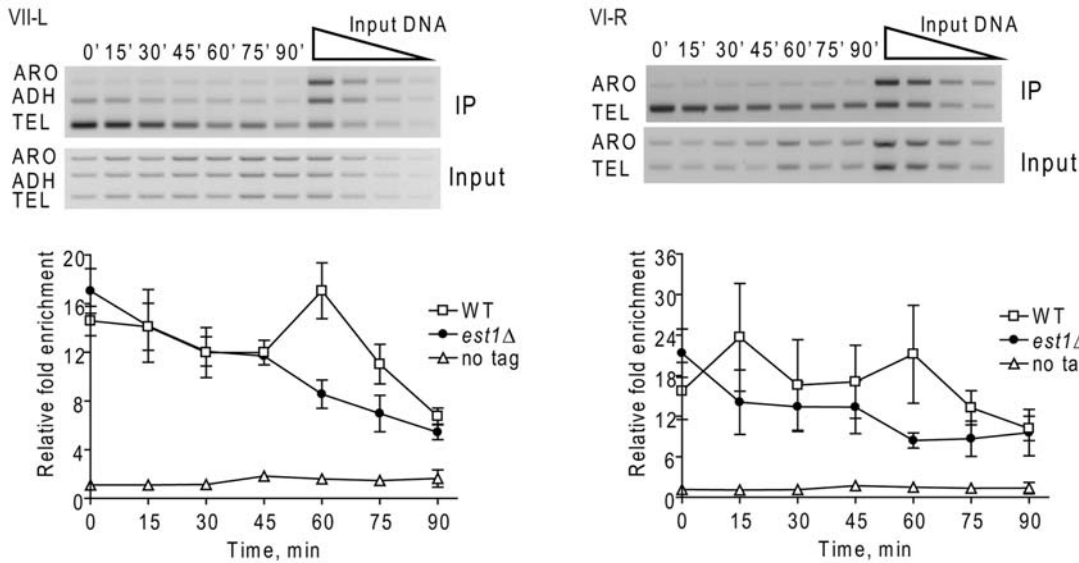 VII-L
Input DNA
0' 15' 30' 45' 60' 75' 90'
ARO
ADH
TEL
IP
ARO
ADH
TEL
Input
Relative fold enrichment
20
16
12
8
4
0
0 15 30 45 60 75 90
Time, min
WT
est1Δ
no tag
VI-R
Input DNA
0' 15' 30' 45' 60' 75' 90'
ARO
TEL
IP
ARO
TEL
Input
Relative fold enrichment
36
30
24
18
12
6
0
0 15 30 45 60 75 90
Time, min
WT
est1Δ
no ta